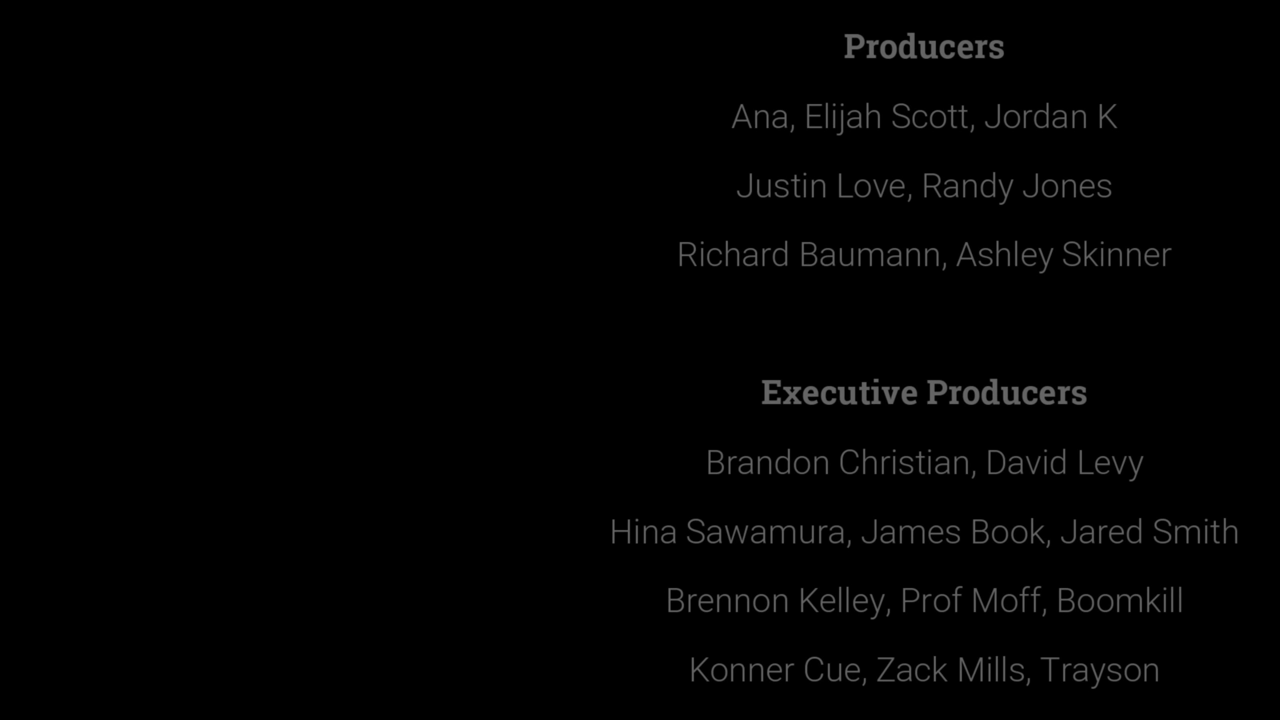 Producers
Ana, Elijah Scott, Jordan K
Justin Love, Randy Jones
Richard Baumann, Ashley Skinner
Executive Producers
Brandon Christian, David Levy
Hina Sawamura, James Book, Jared Smith
Brennon Kelley, Prof Moff, Boomkill
Konner Cue, Zack Mills, Trayson